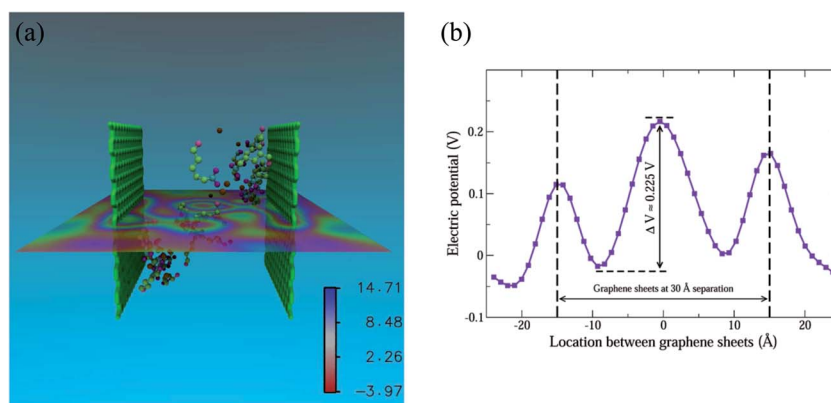 (a)
14.71
8.48
2.26
-3.97
(b)
Electric potential (V)
0.2
0.1
0
-0.1
Δ V ≈ 0.225 V
Graphene sheets at 30 Å separation
-20 -10 0 10 20
Location between graphene sheets (Å)